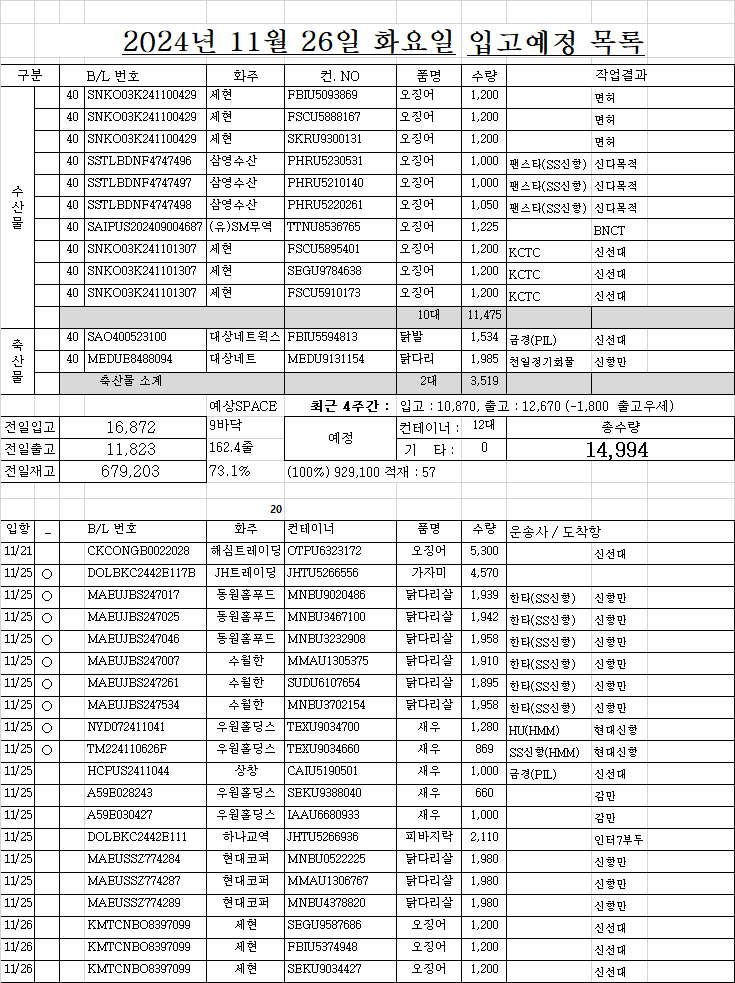 2024년 11월 26일 화요일 입고예정 목록
구분 B/L 번호 화주 컨. NO 품명 수량 작업결과
수산물
40 SNKO03K241100429 세현 FBIU5093869 오징어 1,200 면허
40 SNKO03K241100429 세현 FSCU5888167 오징어 1,200 면허
40 SNKO03K241100429 세현 SKRU9300131 오징어 1,200 면허
40 SSTLBDNF4747496 삼영수산 PHRU5230531 오징어 1,000 팬스타(SS신항) 신다목적
40 SSTLBDNF4747497 삼영수산 PHRU5210140 오징어 1,000 팬스타(SS신항) 신다목적
40 SSTLBDNF4747498 삼영수산 PHRU5220261 오징어 1,050 팬스타(SS신항) 신다목적
40 SAIPUS202409004687 (유)SM무역 TTNU8536765 오징어 1,225 BNCT
40 SNKO03K241101307 세현 FSCU5895401 오징어 1,200 KCTC 신선대
40 SNKO03K241101307 세현 SEGU9784638 오징어 1,200 KCTC 신선대
40 SNKO03K241101307 세현 FSCU5910173 오징어 1,200 KCTC 신선대
10대 11,475
축산물
40 SAO400523100 대상네트웍스 FBIU5594813 닭발 1,534 금경(PIL) 신선대
40 MEDUE8488094 대상네트 MEDU9131154 닭다리 1,985 천일정기화물 신항만
축산물 소계 2대 3,519
예상SPACE 최근 4주간 : 입고 : 10,870, 출고 : 12,670 (-1,800 출고우세)
전일입고 16,872 9바닥 예정 컨테이너 : 12대 총수량
전일출고 11,823 162.4줄 기 타 : 0 14,994
전일재고 679,203 73.1% (100%) 929,100 적재 : 57
20
입항 _ B/L 번호 화주 컨테이너 품명 수량 운송사 / 도착항
11/21 CKCONGB0022028 해심트레이딩 OTPU6323172 오징어 5,300 신선대
11/25 ○ DOLBKC2442E117B JH트레이딩 JHTU5266556 가자미 4,570
11/25 ○ MAEUJBS247017 동원홈푸드 MNBU9020486 닭다리살 1,939 한타(SS신항) 신항만
11/25 ○ MAEUJBS247025 동원홈푸드 MNBU3467100 닭다리살 1,942 한타(SS신항) 신항만
11/25 ○ MAEUJBS247046 동원홈푸드 MNBU3232908 닭다리살 1,958 한타(SS신항) 신항만
11/25 ○ MAEUJBS247007 수월한 MMAU1305375 닭다리살 1,910 한타(SS신항) 신항만
11/25 ○ MAEUJBS247261 수월한 SUDU6107654 닭다리살 1,895 한타(SS신항) 신항만
11/25 ○ MAEUJBS247534 수월한 MNBU3702154 닭다리살 1,958 한타(SS신항) 신항만
11/25 ○ NYD072411041 우원홀딩스 TEXU9034700 새우 1,280 HU(HMM) 현대신항
11/25 ○ TM224110626F 우원홀딩스 TEXU9034660 새우 869 SS신항(HMM) 현대신항
11/25 HCPUS2411044 상창 CAIU5190501 새우 1,000 금경(PIL) 신선대
11/25 A59E028243 우원홀딩스 SEKU9388040 새우 660 감만
11/25 A59E030427 우원홀딩스 IAAU6680933 새우 1,000 감만
11/25 DOLBKC2442E111 하나교역 JHTU5266936 피바지락 2,110 인터7부두
11/25 MAEUSSZ774284 현대코퍼 MNBU0522225 닭다리살 1,980 신항만
11/25 MAEUSSZ774287 현대코퍼 MMAU1306767 닭다리살 1,980 신항만
11/25 MAEUSSZ774289 현대코퍼 MNBU4378820 닭다리살 1,980 신항만
11/26 KMTCNBO8397099 세현 SEGU9587686 오징어 1,200 신선대
11/26 KMTCNBO8397099 세현 FBIU5374948 오징어 1,200 신선대
11/26 KMTCNBO8397099 세현 SEKU9034427 오징어 1,200 신선대